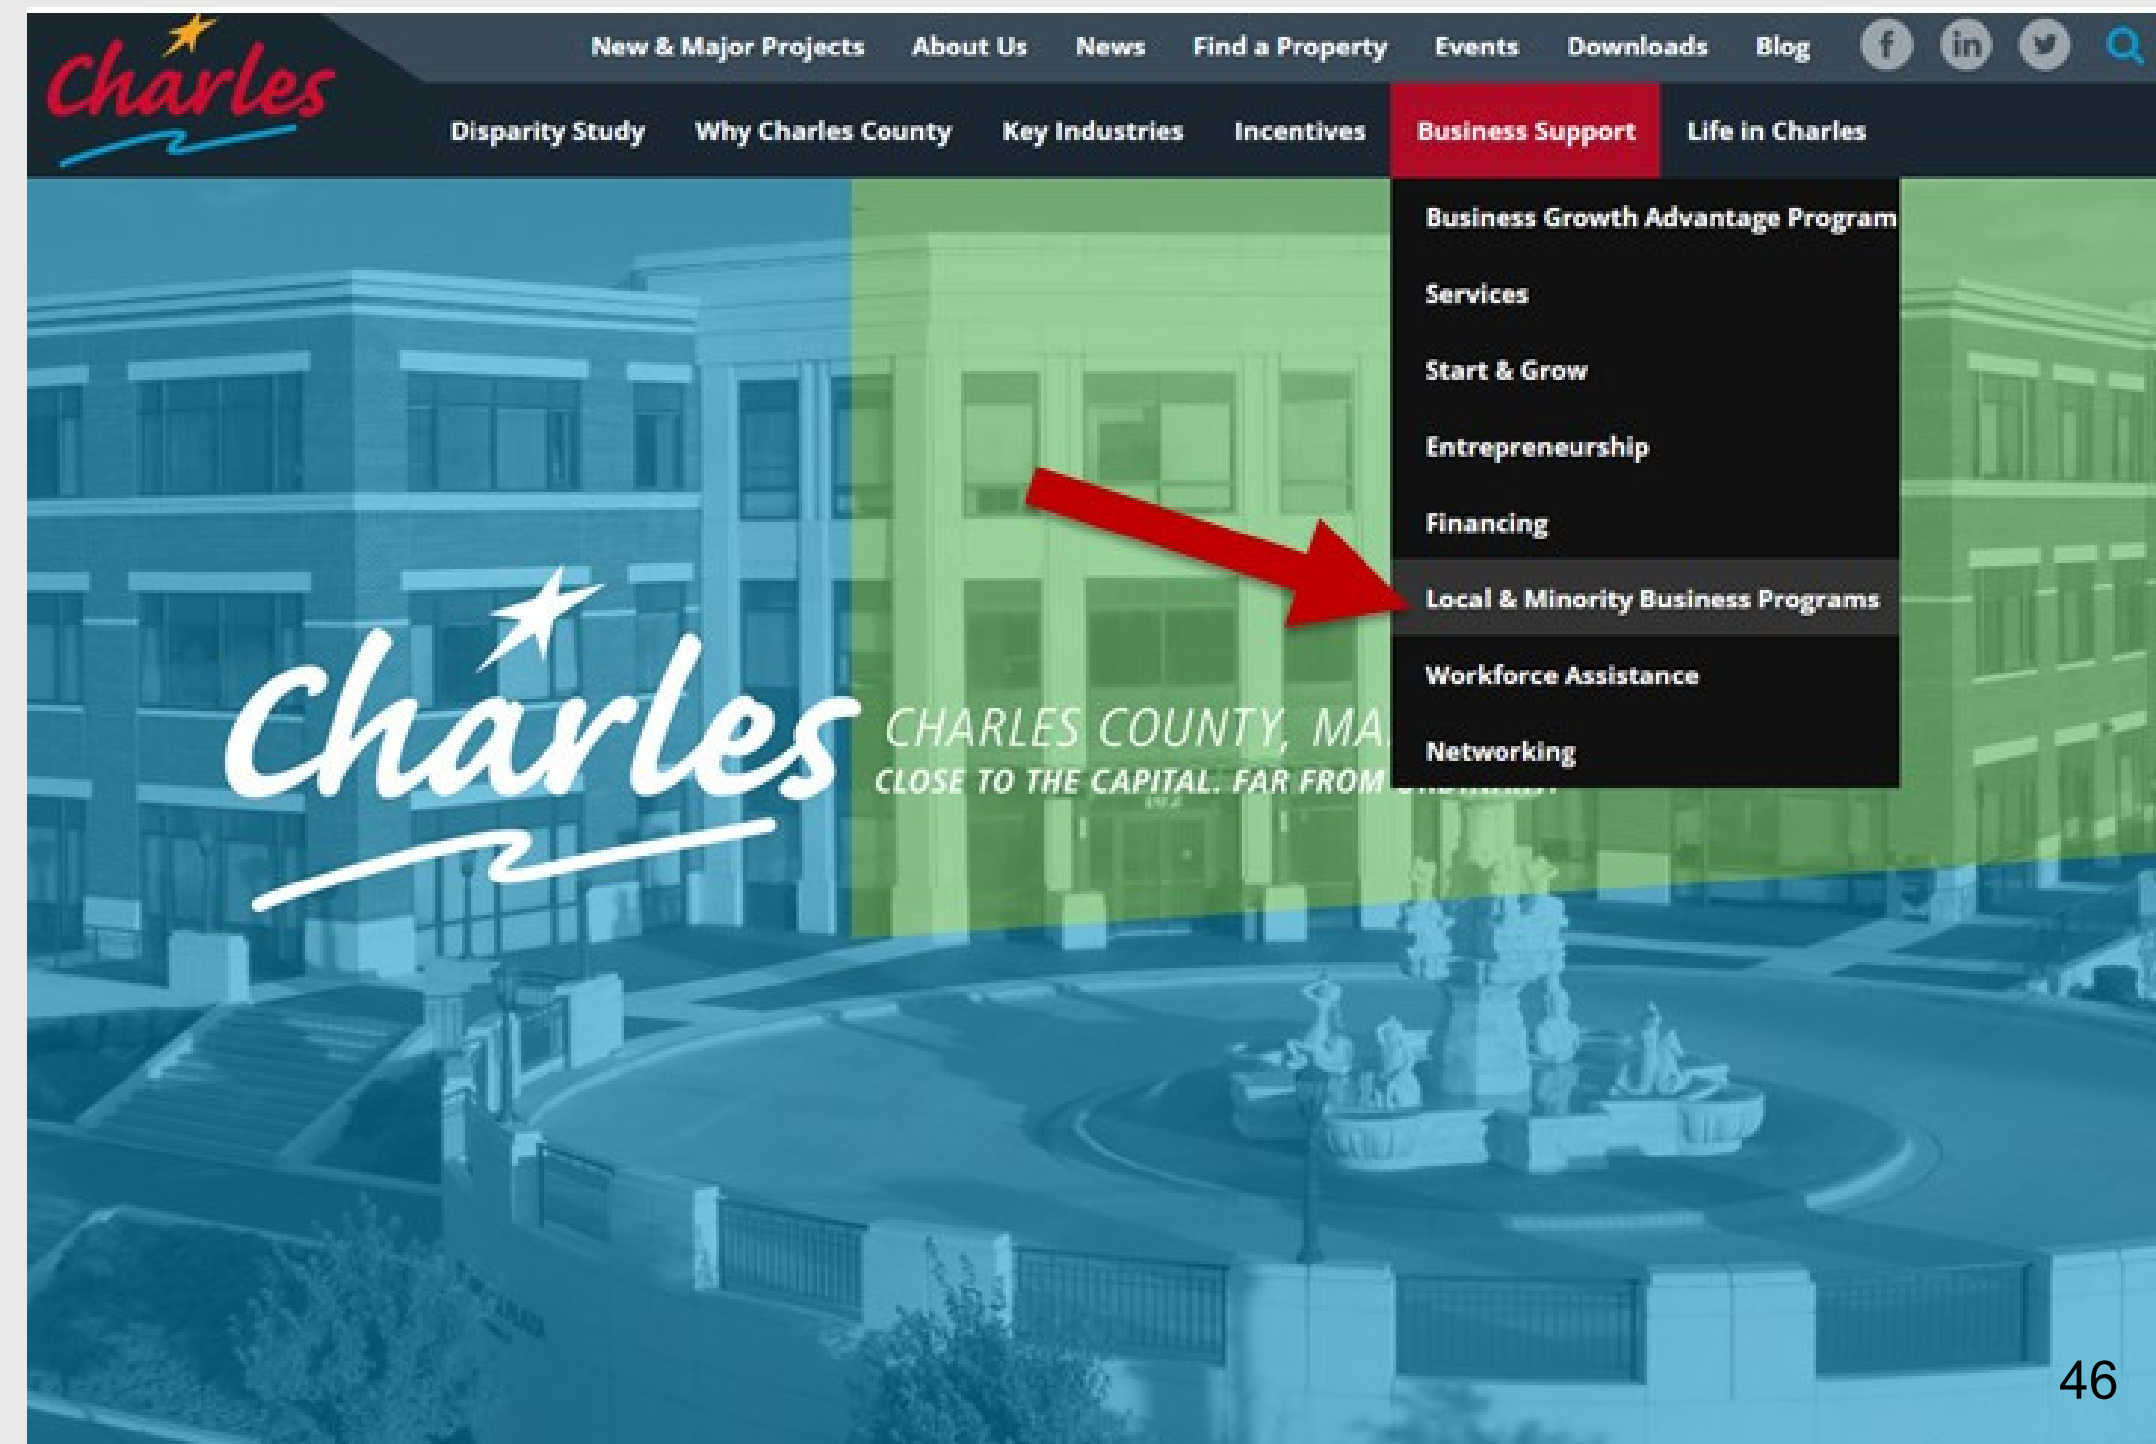 Charles
New & Major Projects About Us News Find a Property Events Downloads Blog
Disparity Study Why Charles County Key Industries Incentives Business Support Life in Charles
Business Growth Advantage Program
Services
Start & Grow
Entrepreneurship
Financing
Local & Minority Business Programs
Workforce Assistance
Networking
Charles
CHARLES COUNTY, MA
CLOSE TO THE CAPITAL. FAR FROM
46